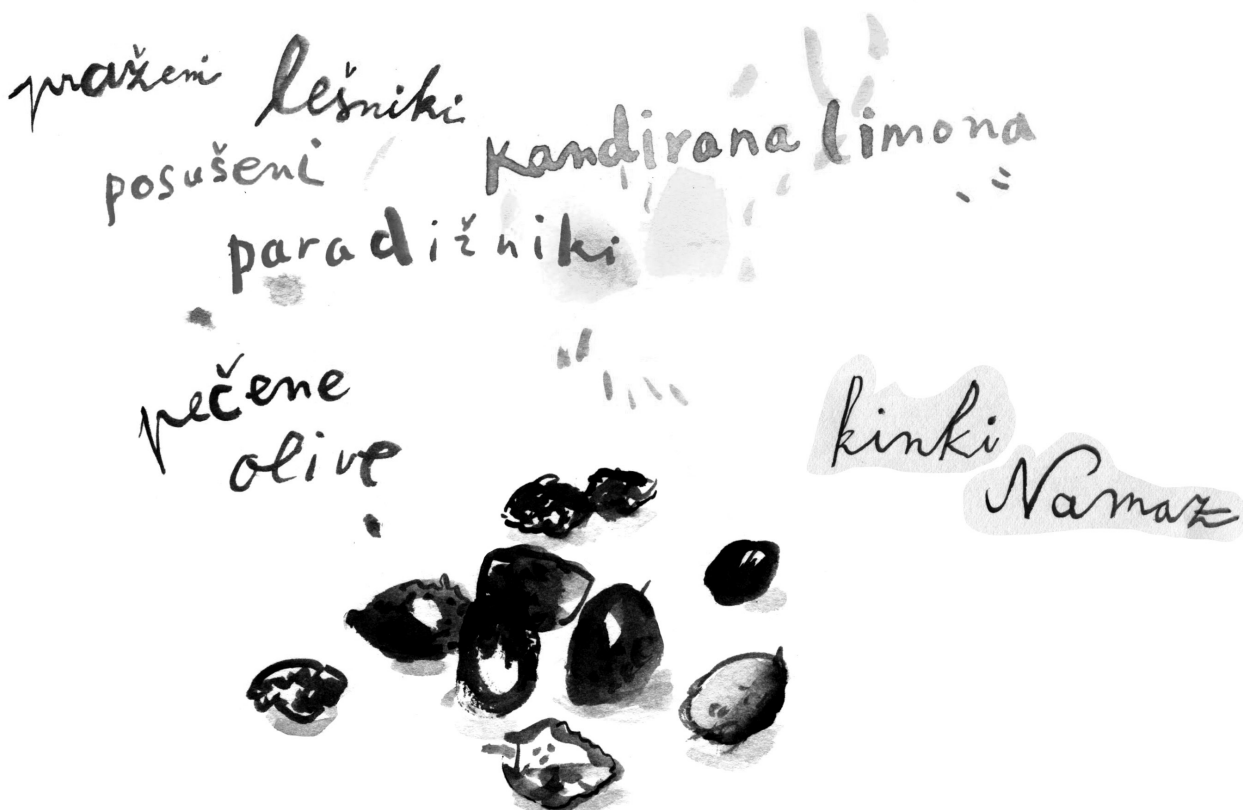 praženi lešniki
posušeni
paradižniki
kandirana limona
pečene
olive
kinki
Namaz